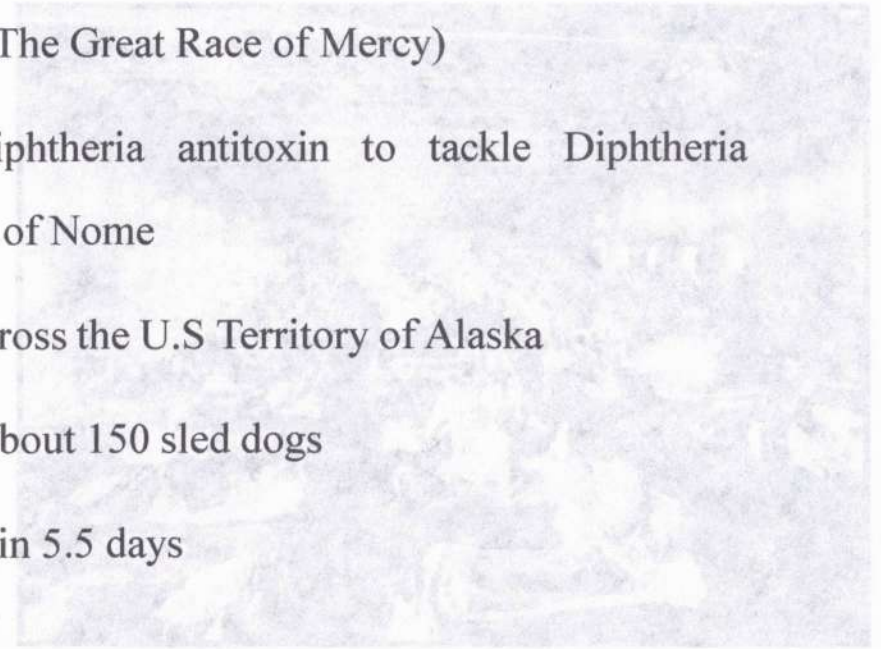 The Great Race of Mercy)
iphtheria antitoxin to tackle Diphtheria
of Nome
ross the U.S Territory of Alaska
bout 150 sled dogs
in 5.5 days